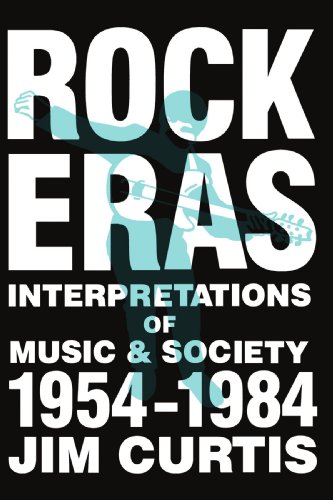 ROCK
ERAS
INTERPRETATIONS
OF
MUSIC & SOCIETY
1954-1984
JIM CURTIS